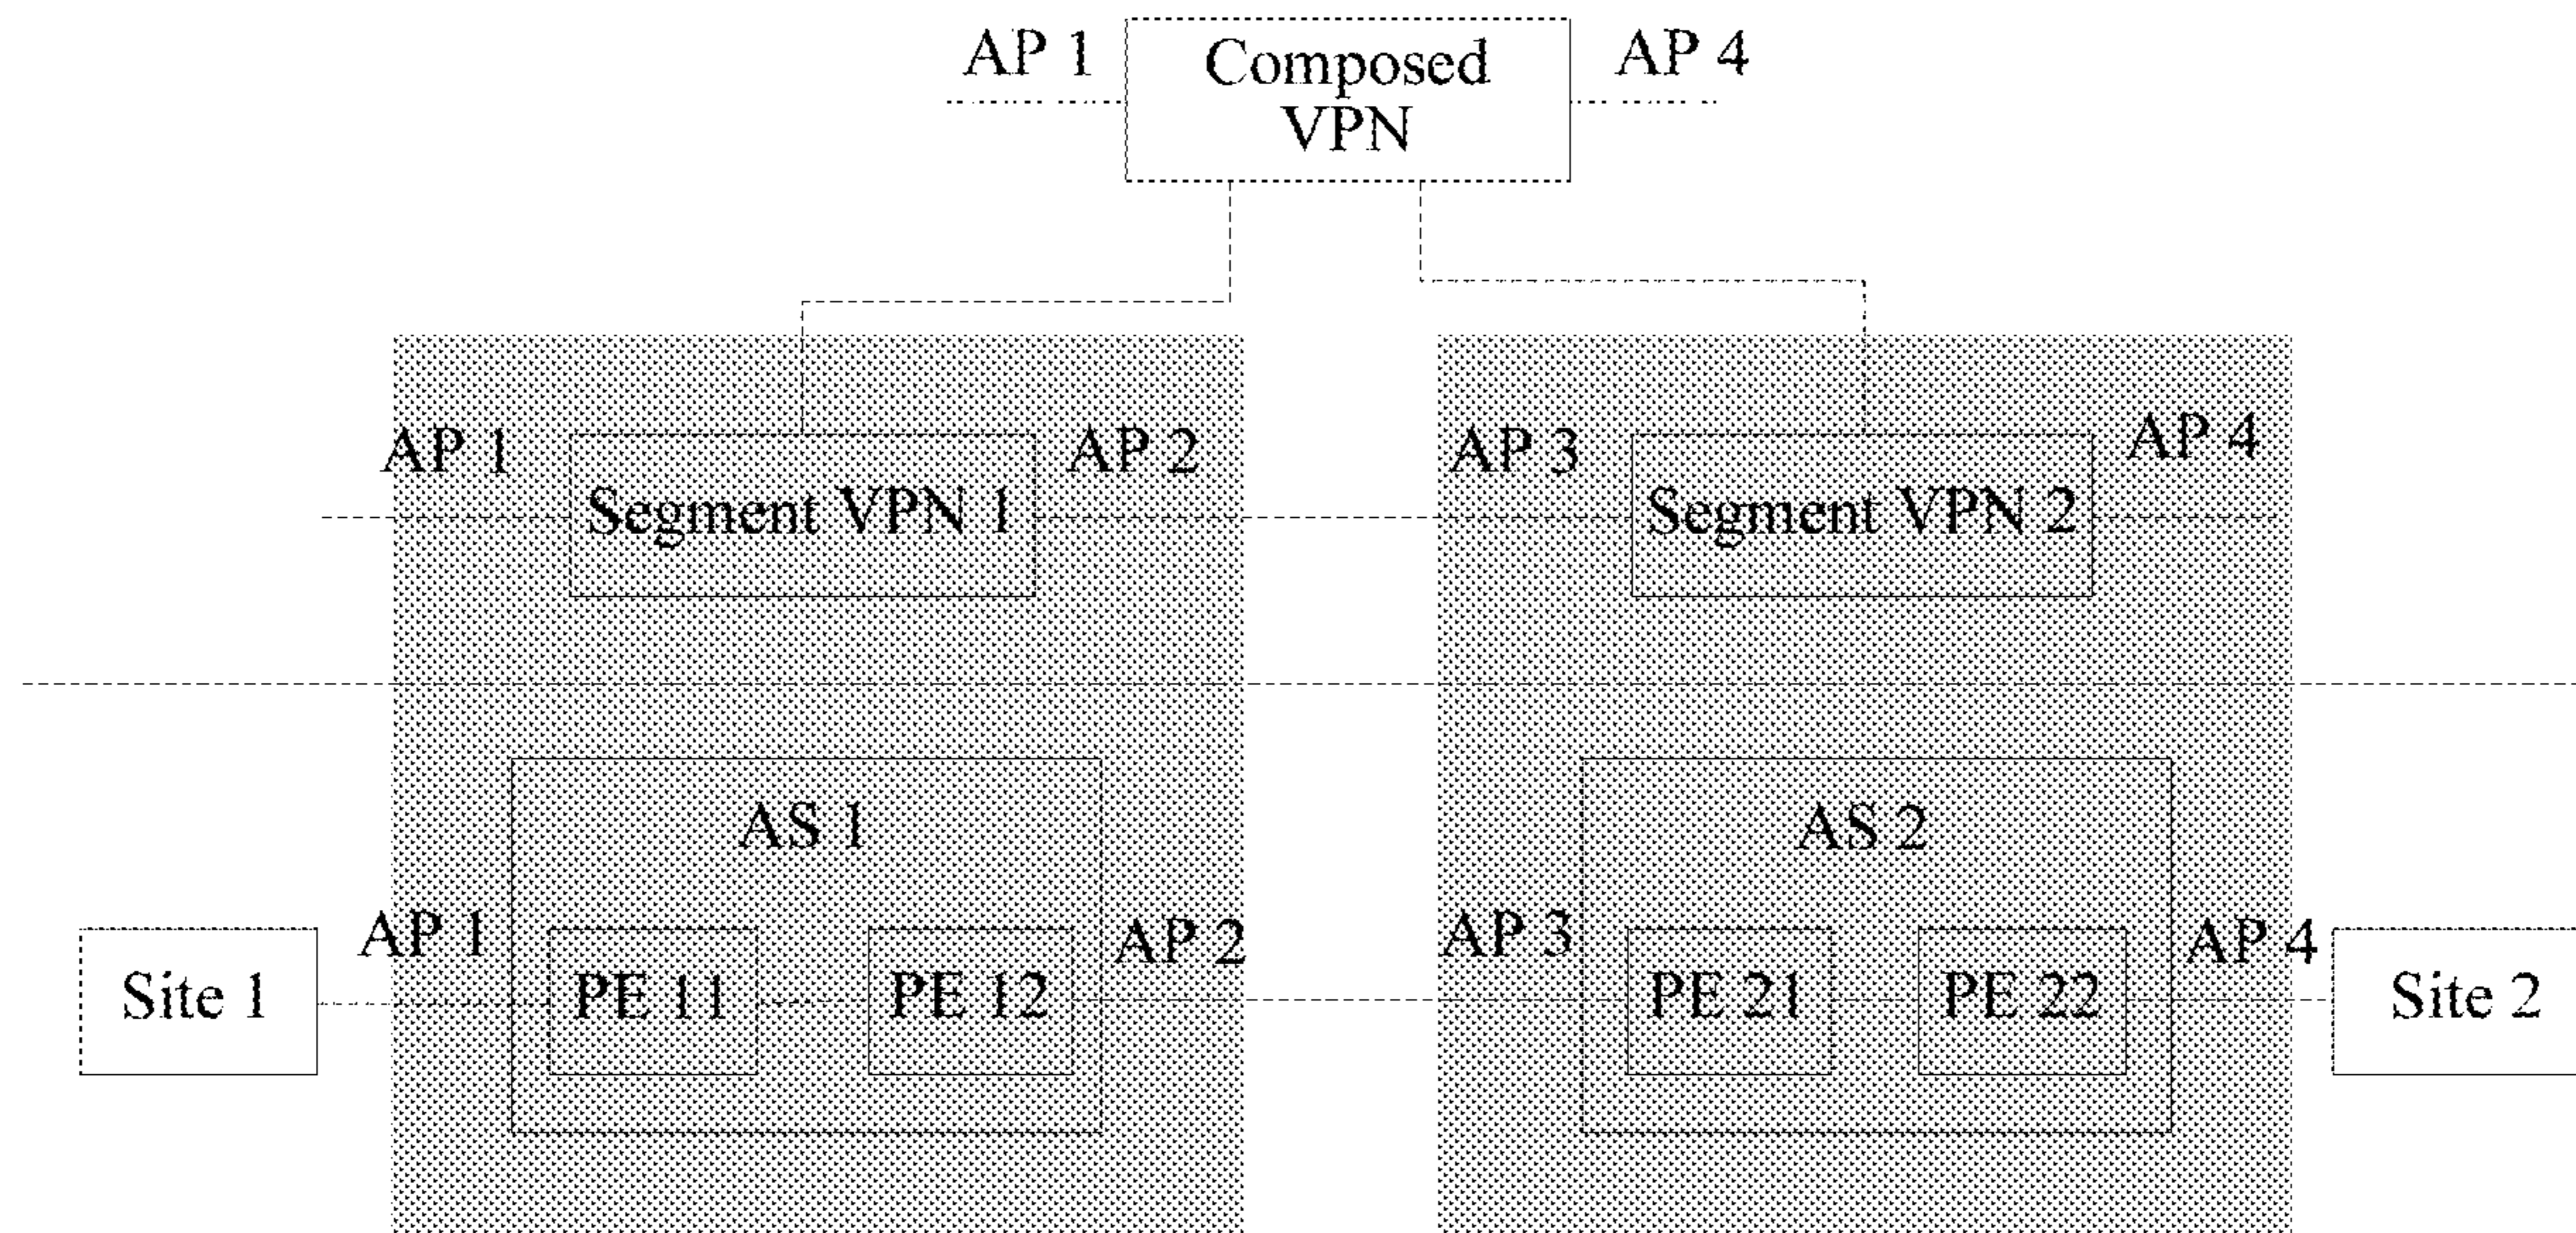 AP 1
Composed
VPN
AP 4
AP 1
Segment VPN 1
AP 2
AP 3
Segment VPN 2
AP 4
AS 1
AS 2
Site 1
AP 1
PE 11
PE 12
AP 2
AP 3
PE 21
PE 22
AP 4
Site 2